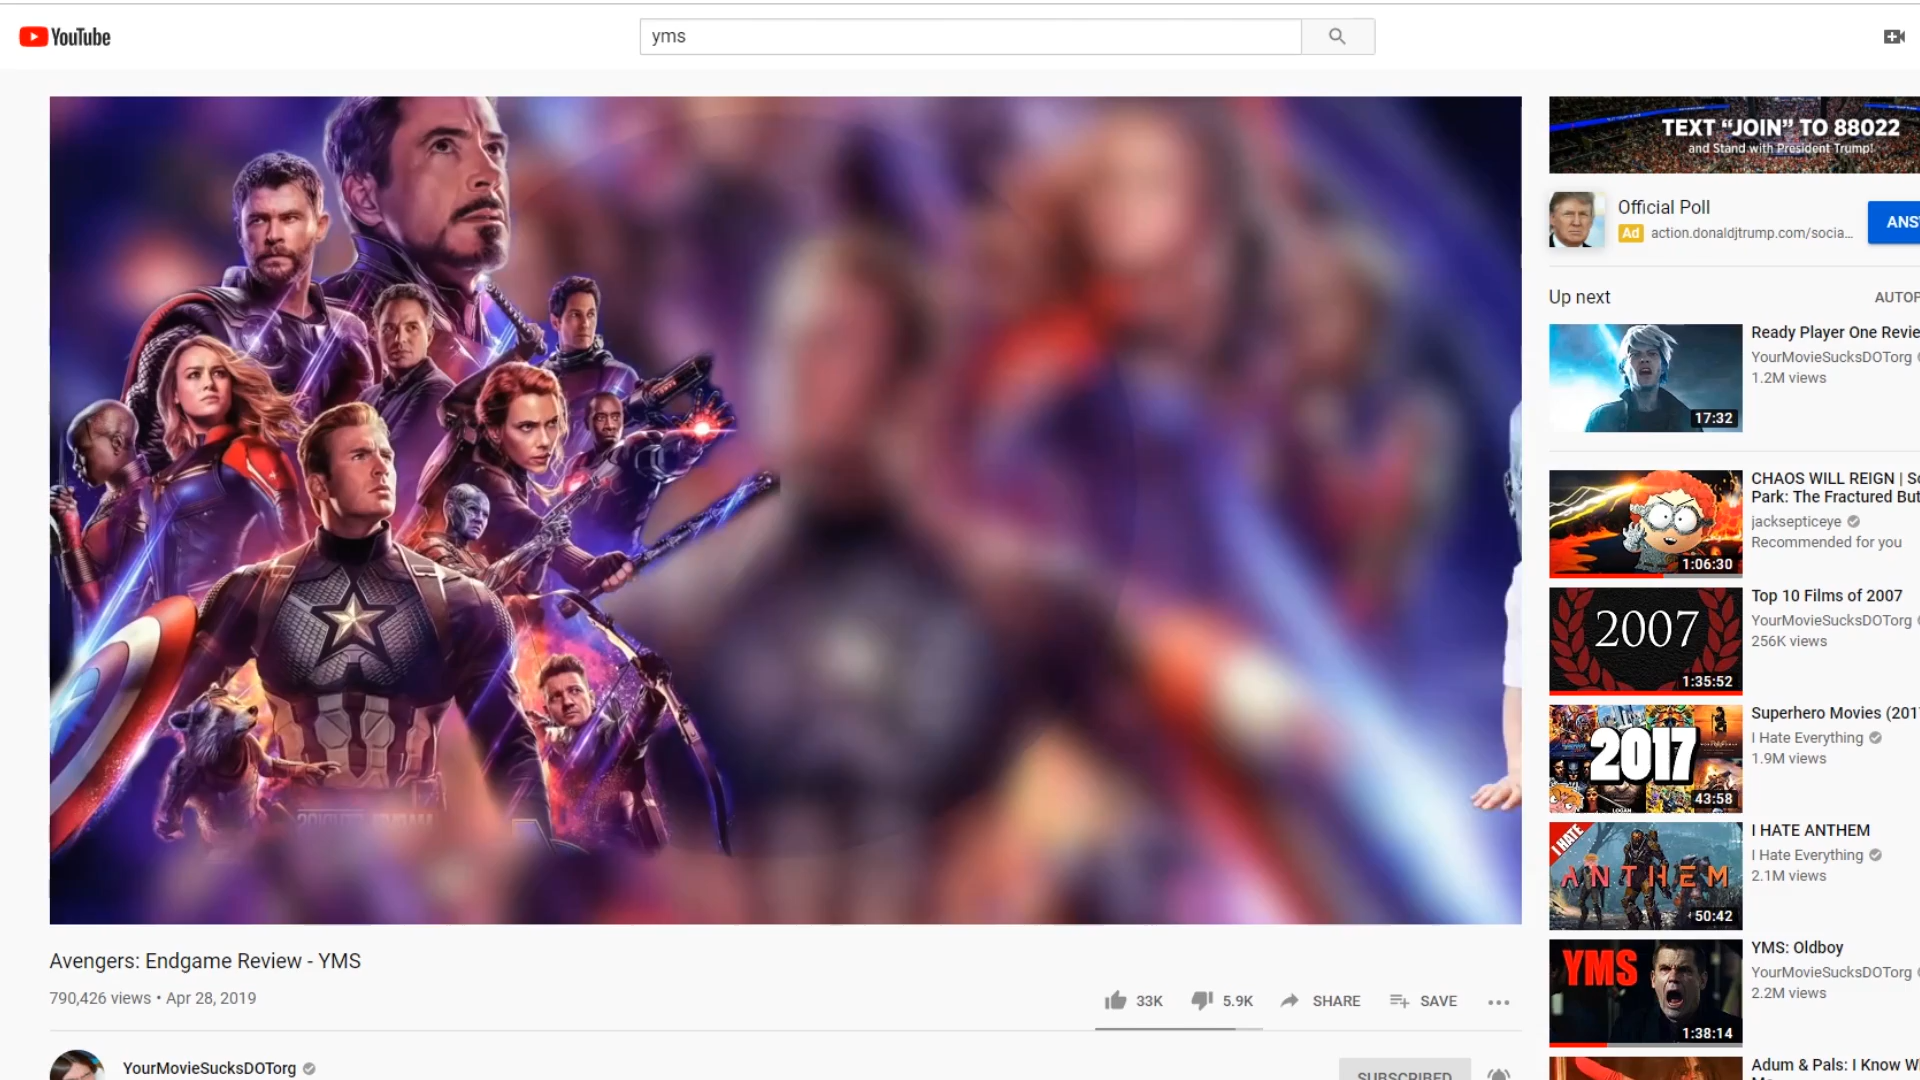 YouTube
yms
TEXT “JOIN” TO 88022
and Stand with President Trump!
Official Poll
Ad action.donaldjtrump.com/socia...
ANS
Up next
AUTOP
Ready Player One Revie
YourMovieSucksDOTorg
1.2M views
17:32
CHAOS WILL REIGN | So
Park: The Fractured But
jacksepticeye
Recommended for you
1:06:30
2007
1:35:52
Top 10 Films of 2007
YourMovieSucksDOTorg
256K views
2017
LOGAN
43:58
Superhero Movies (201
I Hate Everything
1.9M views
I HATE
ANTHEM
50:42
I HATE ANTHEM
I Hate Everything
2.1M views
YMS
1:38:14
YMS: Oldboy
YourMovieSucksDOTorg
2.2M views
Adum & Pals: I Know W
Avengers: Endgame Review - YMS
790,426 views • Apr 28, 2019
33K
5.9K
SHARE
SAVE
YourMovieSucksDOTorg
SUBSCRIBED